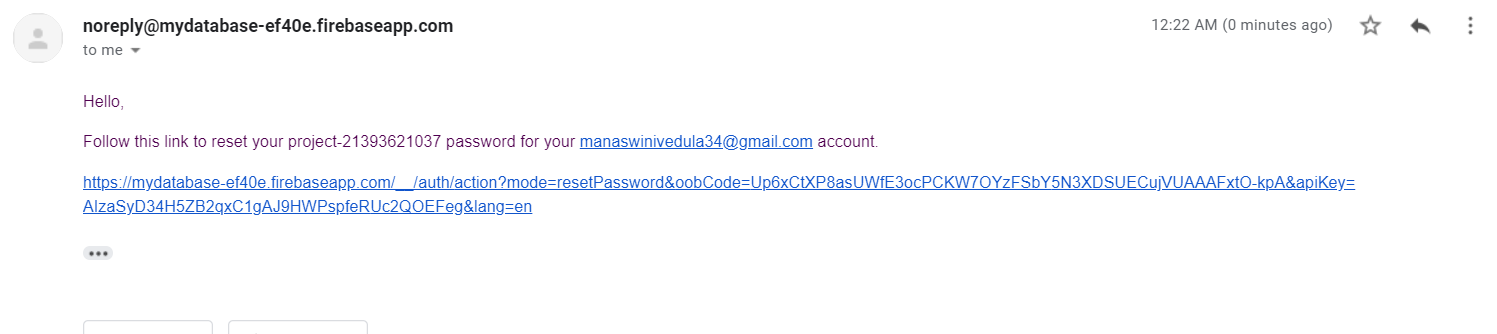 noreply@mydatabase-ef40e.firebaseapp.com
12:22 AM (0 minutes ago)
to me
Hello,
Follow this link to reset your project-21393621037 password for your manaswinivedula34@gmail.com account.
https://mydatabase-ef40e.firebaseapp.com/__/auth/action?mode=resetPassword&oobCode=Up6xCtXP8asUWfE3ocPCKW7OYzFSbY5N3XDSUECujVUAAAFxtO-kpA&apiKey=
AIzaSyD34H5ZB2qxC1gAJ9HWPspfeRUc2QOEFeg&lang=en